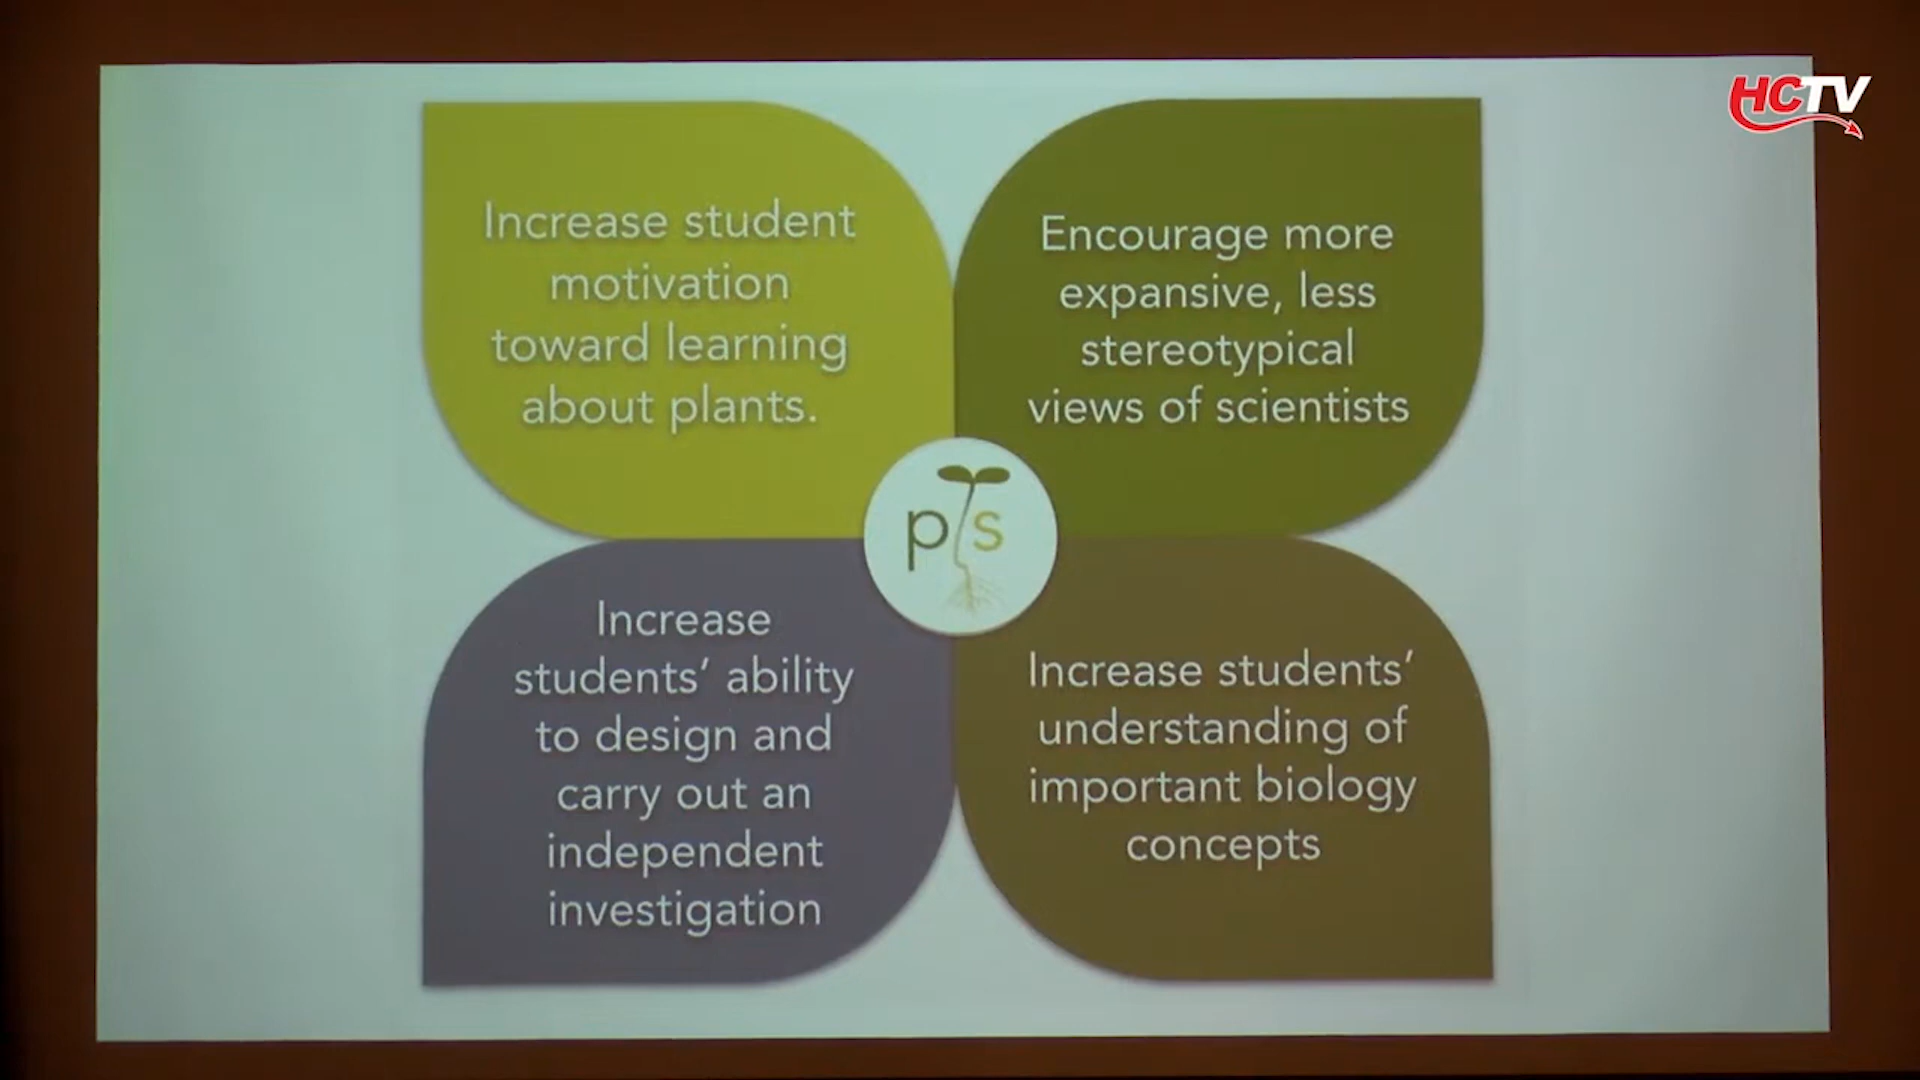 HCTV
Increase student
motivation
toward learning
about plants.
Encourage more
expansive, less
stereotypical
views of scientists
pts
Increase
students’ ability
to design and
carry out an
independent
investigation
Increase students’
understanding of
important biology
concepts